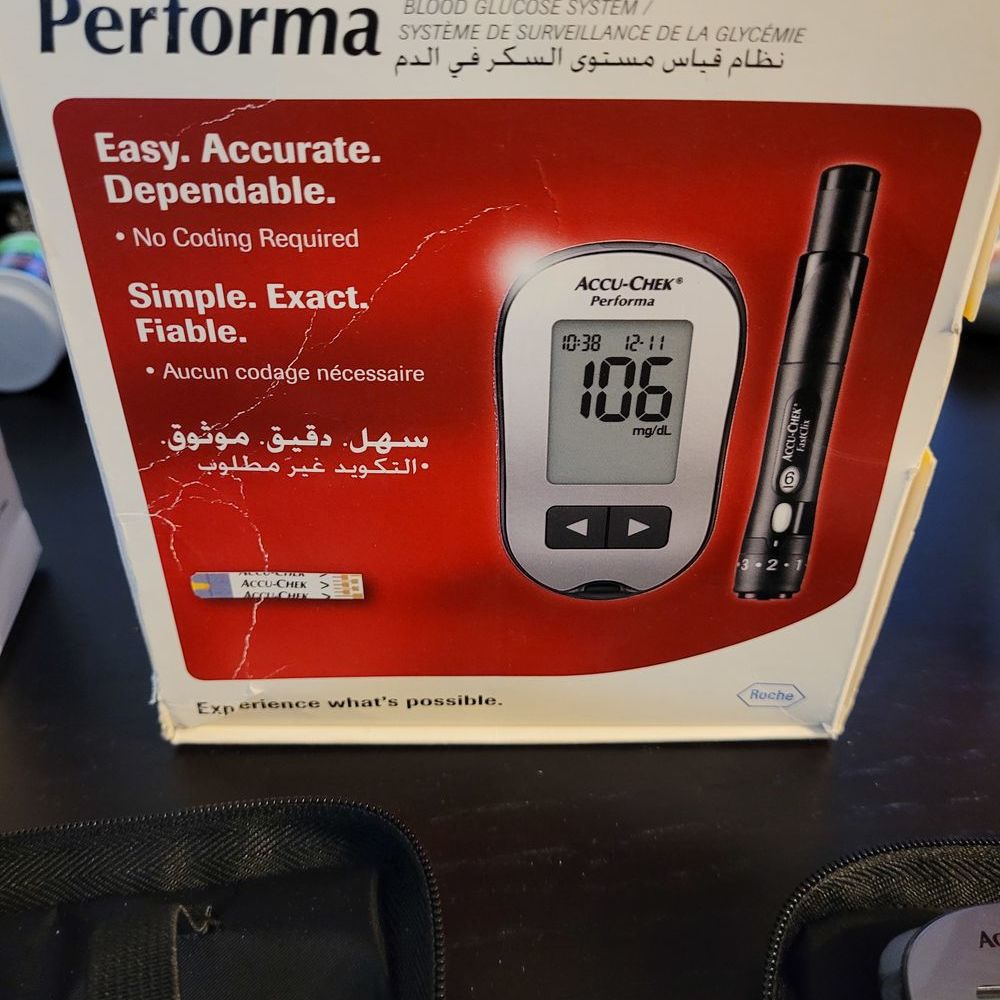 Performa
BLOOD GLUCOSE SYSTEM /
SYSTÈME DE SURVEILLANCE DE LA GLYCÉMIE
نظام قياس مستوى السكر في الدم
Easy. Accurate.
Dependable.
• No Coding Required
Simple. Exact.
Fiable.
• Aucun codage nécessaire
سهل. دقيق. موثوق.
•التكويد غير مطلوب
ACCU-CHEK®
Performa
10:38 12-11
106
mg/dL
ACCU-CHEK®
FastClix
6
3 • 2 • 1
ACCU-CHEK >
ACCU-CHEK >
ACCU-CHEK >
Experience what's possible.
Roche